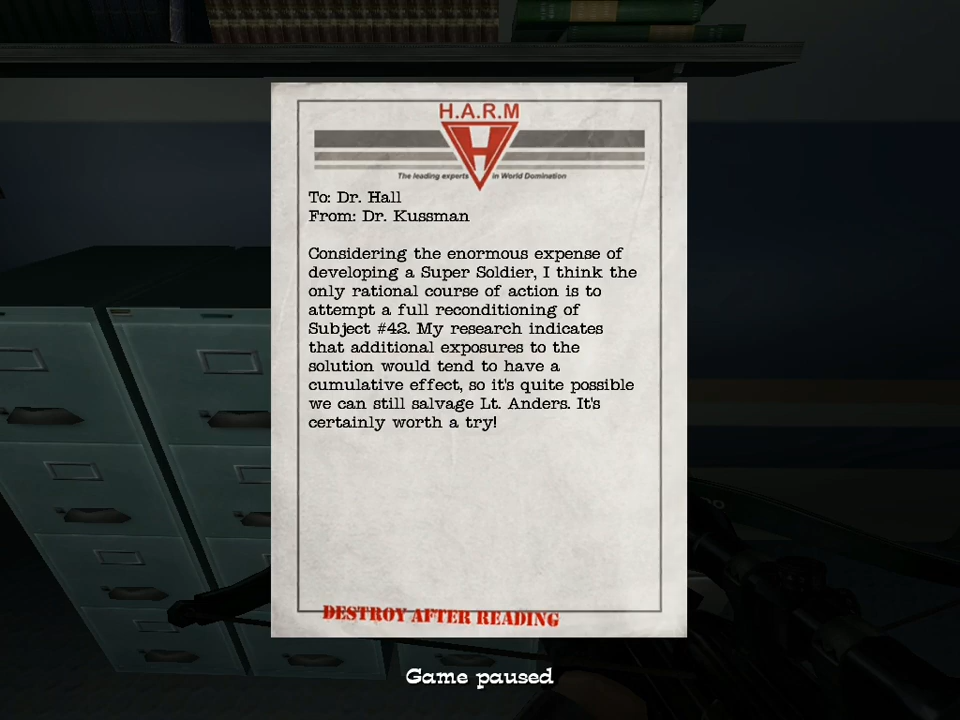 H.A.R.M
The leading experts in World Domination
To: Dr. Hall
From: Dr. Kussman
Considering the enormous expense of
developing a Super Soldier, I think the
only rational course of action is to
attempt a full reconditioning of
Subject #42. My research indicates
that additional exposures to the
solution would tend to have a
cumulative effect, so it's quite possible
we can still salvage Lt. Anders. It's
certainly worth a try!
DESTROY AFTER READING
Game paused